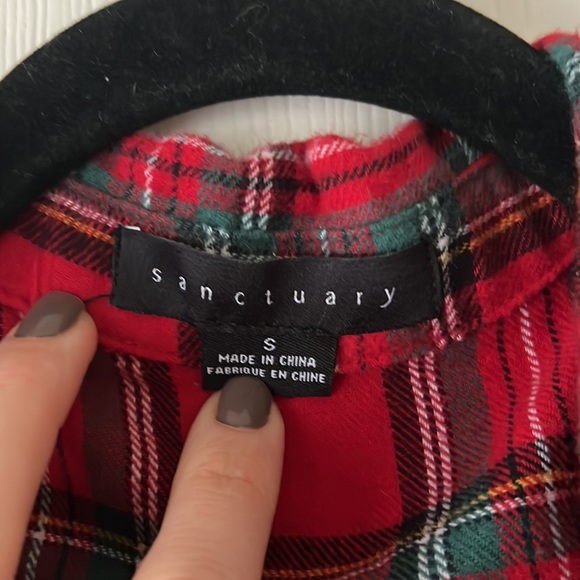 sanctuary
S
MADE IN CHINA
FABRIQUE EN CHINE